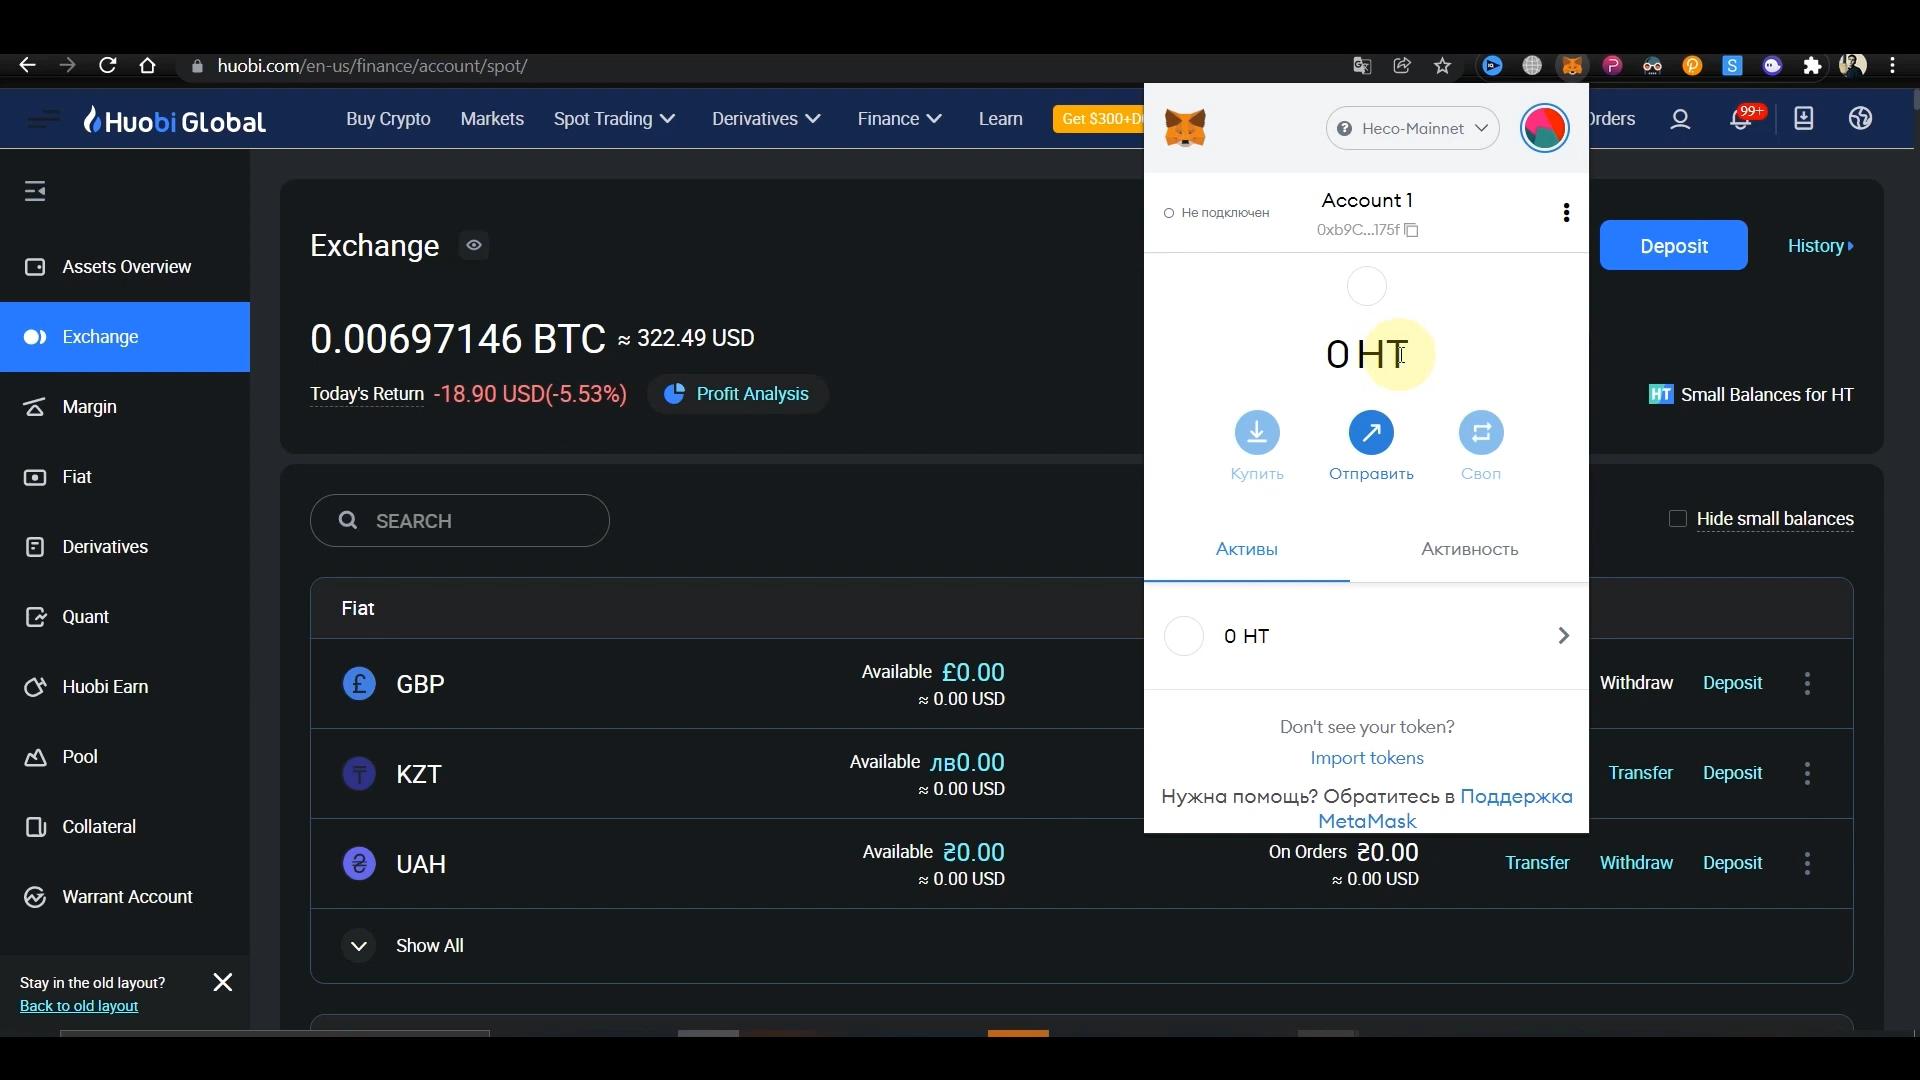 huobi.com/en-us/finance/account/spot/
Huobi Global
Buy Crypto
Markets
Spot Trading
Derivatives
Finance
Learn
Get $300+D
Orders
99+
Assets Overview
Exchange
Margin
Fiat
Derivatives
Quant
Huobi Earn
Pool
Collateral
Warrant Account
Stay in the old layout?
Back to old layout
Exchange
0.00697146 BTC ≈ 322.49 USD
Today's Return -18.90 USD(-5.53%)
Profit Analysis
Deposit
History
HT Small Balances for HT
SEARCH
Hide small balances
Fiat
£ GBP
Available £0.00
≈ 0.00 USD
Withdraw
Deposit
₸ KZT
Available лв0.00
≈ 0.00 USD
Transfer
Deposit
₴ UAH
Available ₴0.00
≈ 0.00 USD
On Orders ₴0.00
≈ 0.00 USD
Transfer
Withdraw
Deposit
Show All
? Heco-Mainnet
Не подключен
Account 1
0xb9C...175f
0 HT
Купить
Отправить
Своп
Активы
Активность
0 HT
Don't see your token?
Import tokens
Нужна помощь? Обратитесь в Поддержка
MetaMask